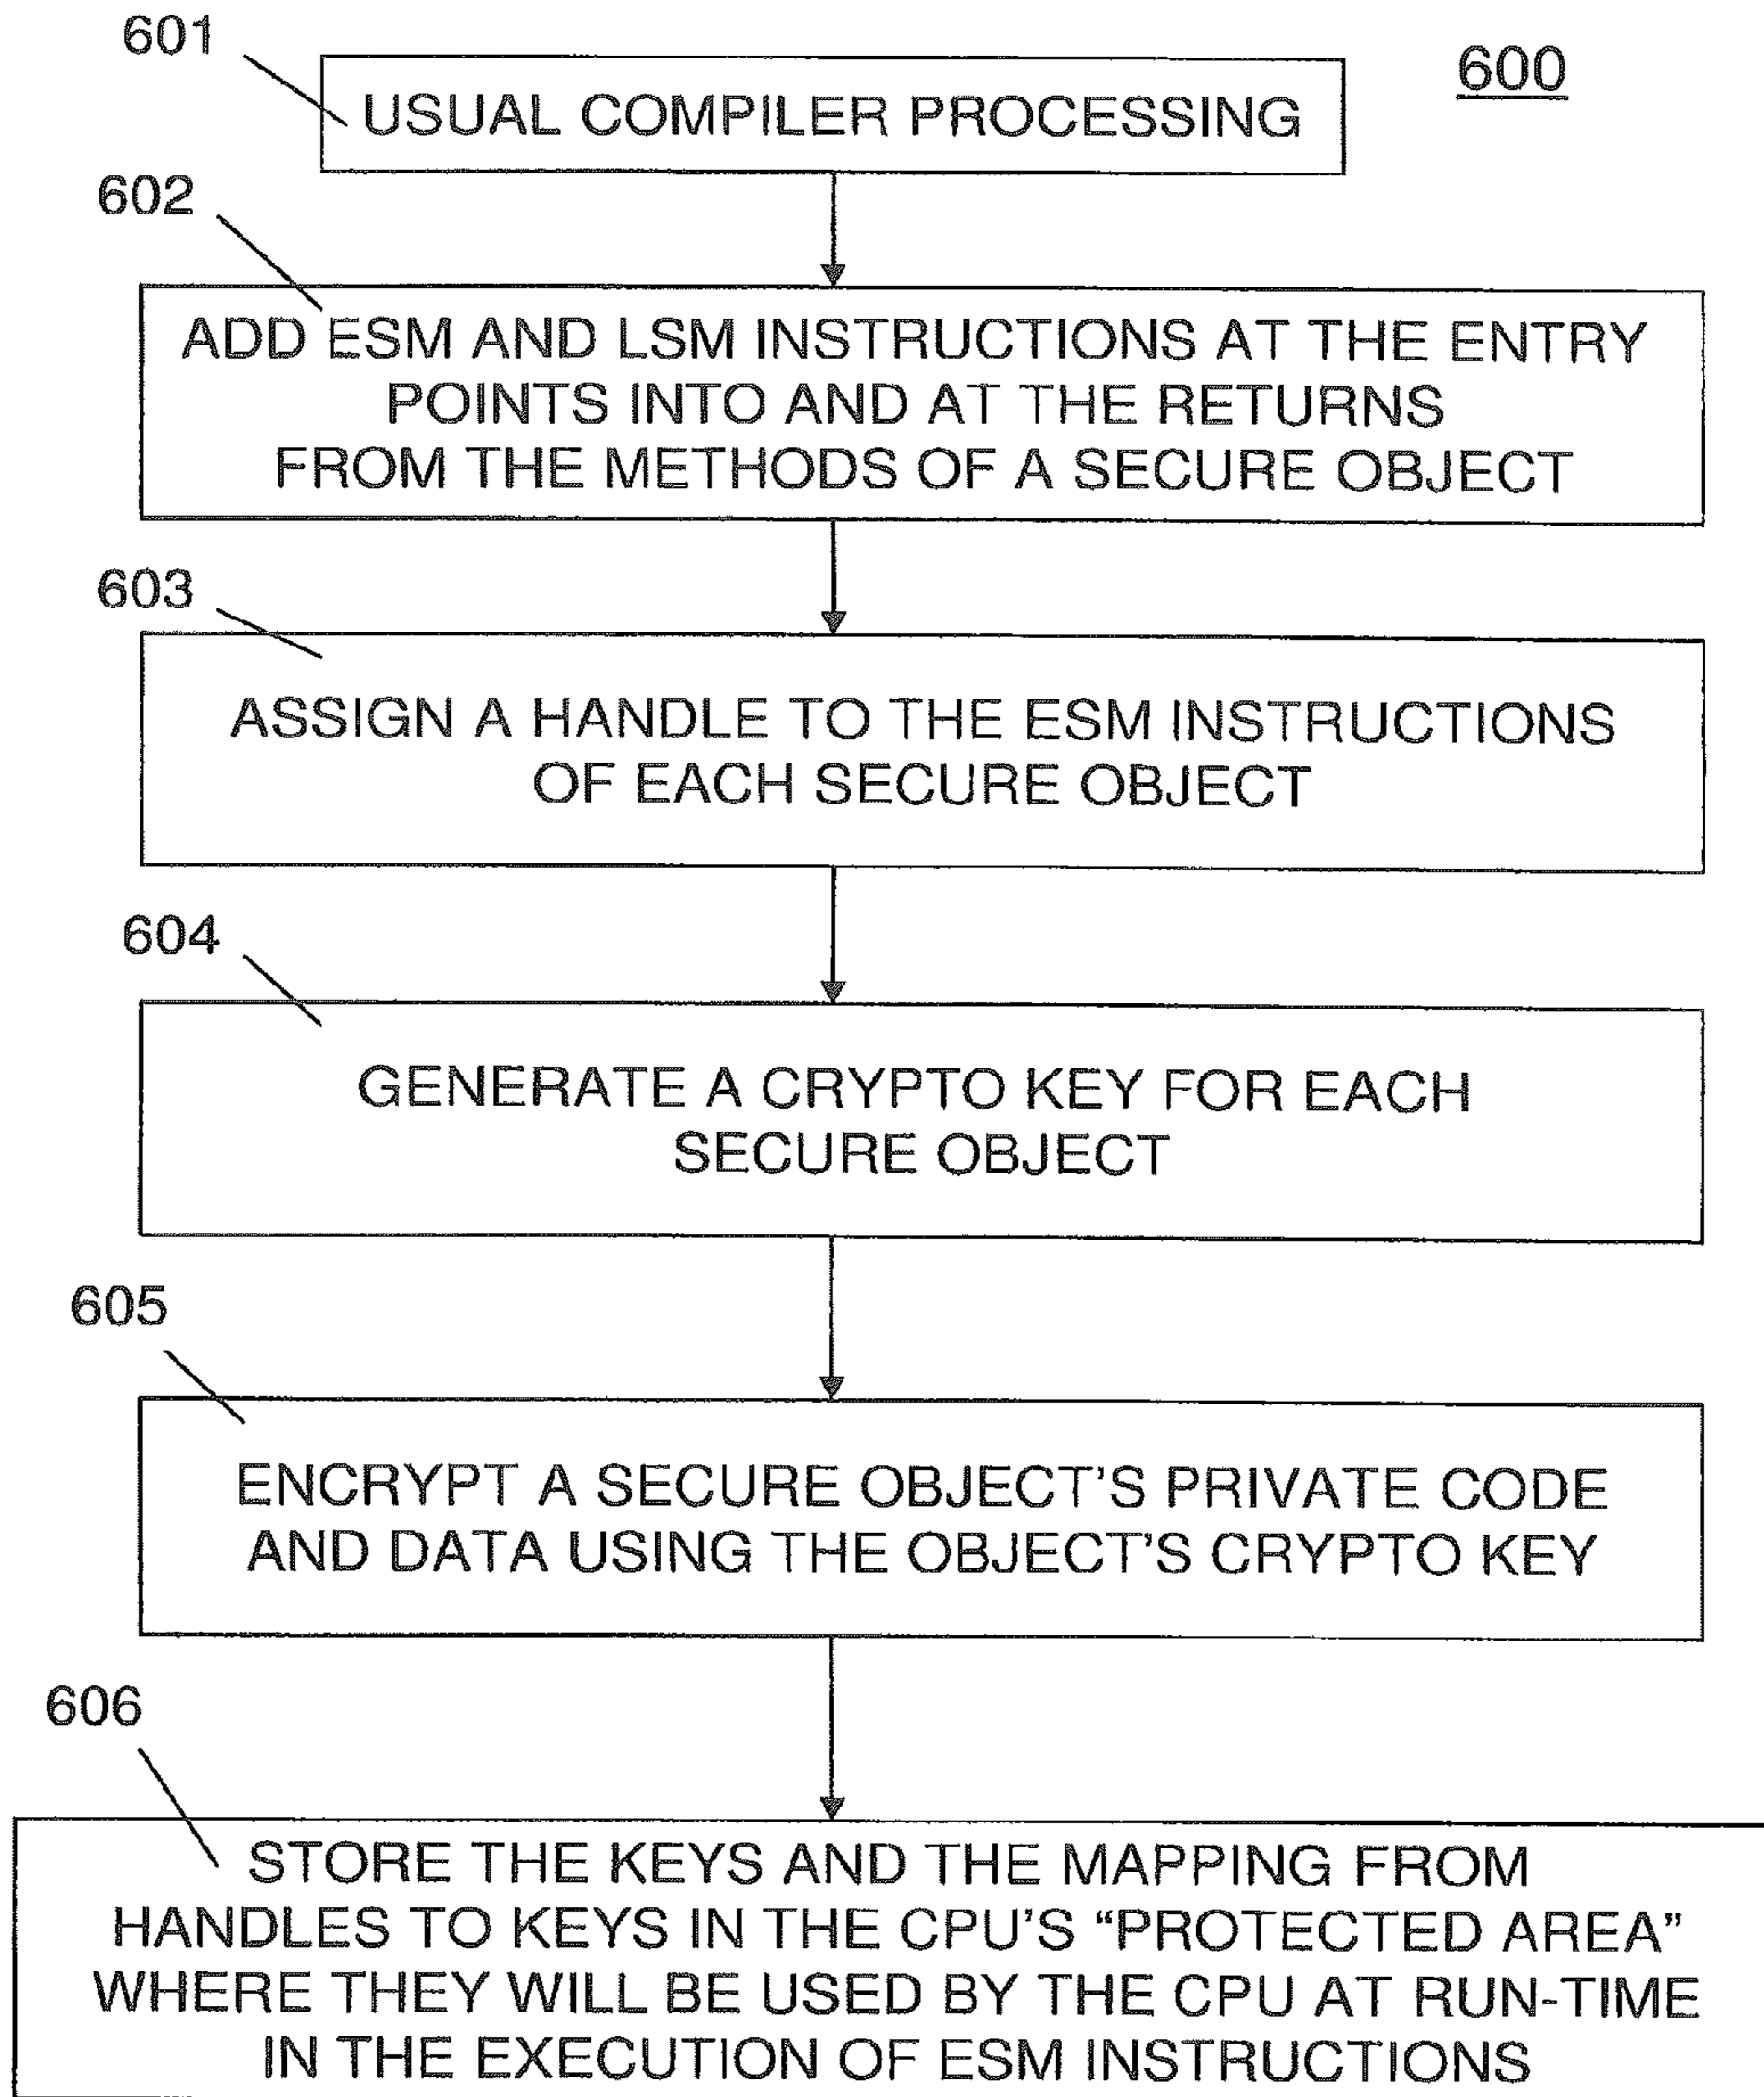 601
600
USUAL COMPILER PROCESSING
602
ADD ESM AND LSM INSTRUCTIONS AT THE ENTRY
POINTS INTO AND AT THE RETURNS
FROM THE METHODS OF A SECURE OBJECT
603
ASSIGN A HANDLE TO THE ESM INSTRUCTIONS
OF EACH SECURE OBJECT
604
GENERATE A CRYPTO KEY FOR EACH
SECURE OBJECT
605
ENCRYPT A SECURE OBJECT'S PRIVATE CODE
AND DATA USING THE OBJECT'S CRYPTO KEY
606
STORE THE KEYS AND THE MAPPING FROM
HANDLES TO KEYS IN THE CPU'S “PROTECTED AREA”
WHERE THEY WILL BE USED BY THE CPU AT RUN-TIME
IN THE EXECUTION OF ESM INSTRUCTIONS